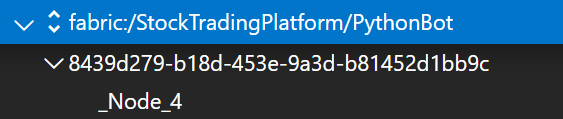 fabric:/StockTradingPlatform/PythonBot
8439d279-b18d-453e-9a3d-b81452d1bb9c
_Node_4